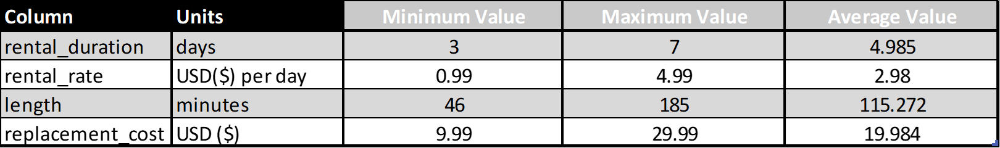 Column Units Minimum Value Maximum Value Average Value
rental_duration days 3 7 4.985
rental_rate USD($) per day 0.99 4.99 2.98
length minutes 46 185 115.272
replacement_cost USD ($) 9.99 29.99 19.984